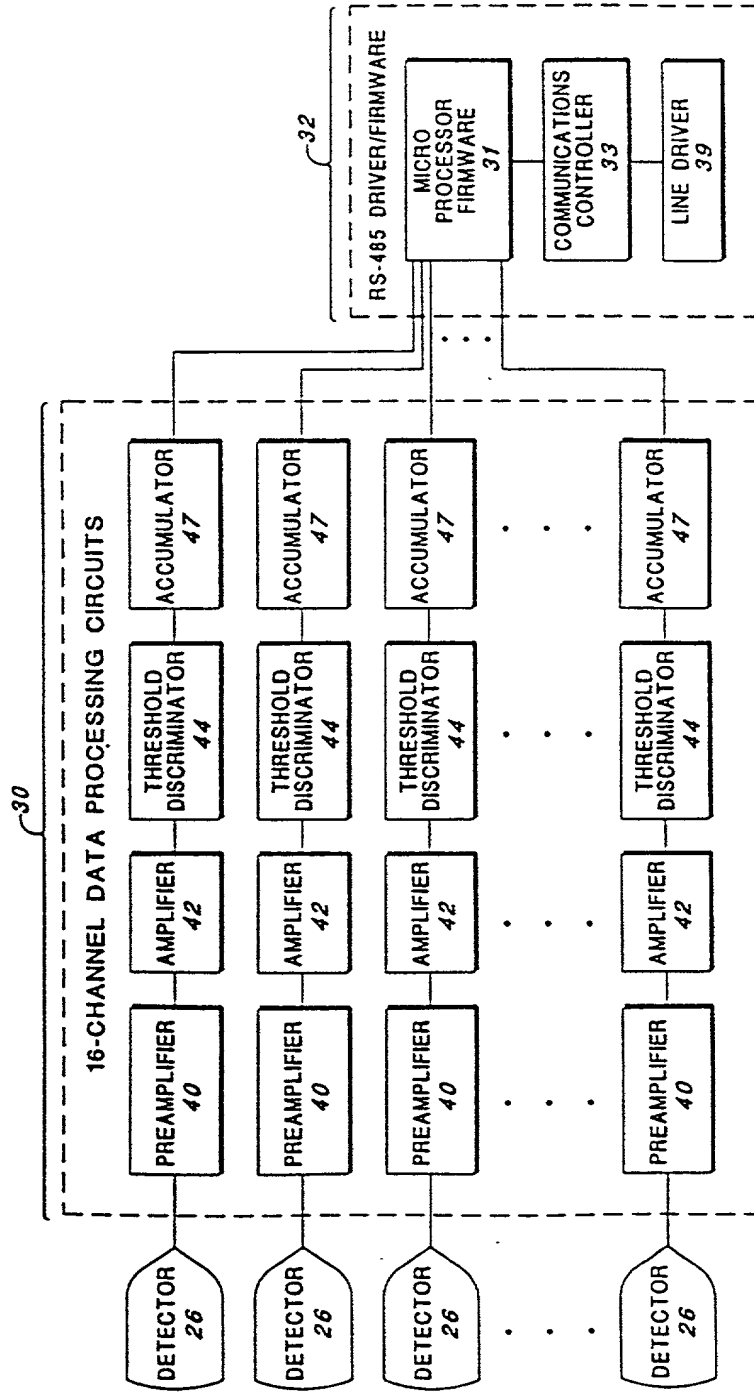 30
32
16-CHANNEL DATA PROCESSING CIRCUITS
RS-485 DRIVER/FIRMWARE
DETECTOR
26
PREAMPLIFIER
40
AMPLIFIER
42
THRESHOLD
DISCRIMINATOR
44
ACCUMULATOR
47
DETECTOR
26
PREAMPLIFIER
40
AMPLIFIER
42
THRESHOLD
DISCRIMINATOR
44
ACCUMULATOR
47
DETECTOR
26
PREAMPLIFIER
40
AMPLIFIER
42
THRESHOLD
DISCRIMINATOR
44
ACCUMULATOR
47
DETECTOR
26
PREAMPLIFIER
40
AMPLIFIER
42
THRESHOLD
DISCRIMINATOR
44
ACCUMULATOR
47
MICRO
PROCESSOR
FIRMWARE
31
COMMUNICATIONS
CONTROLLER
33
LINE DRIVER
39